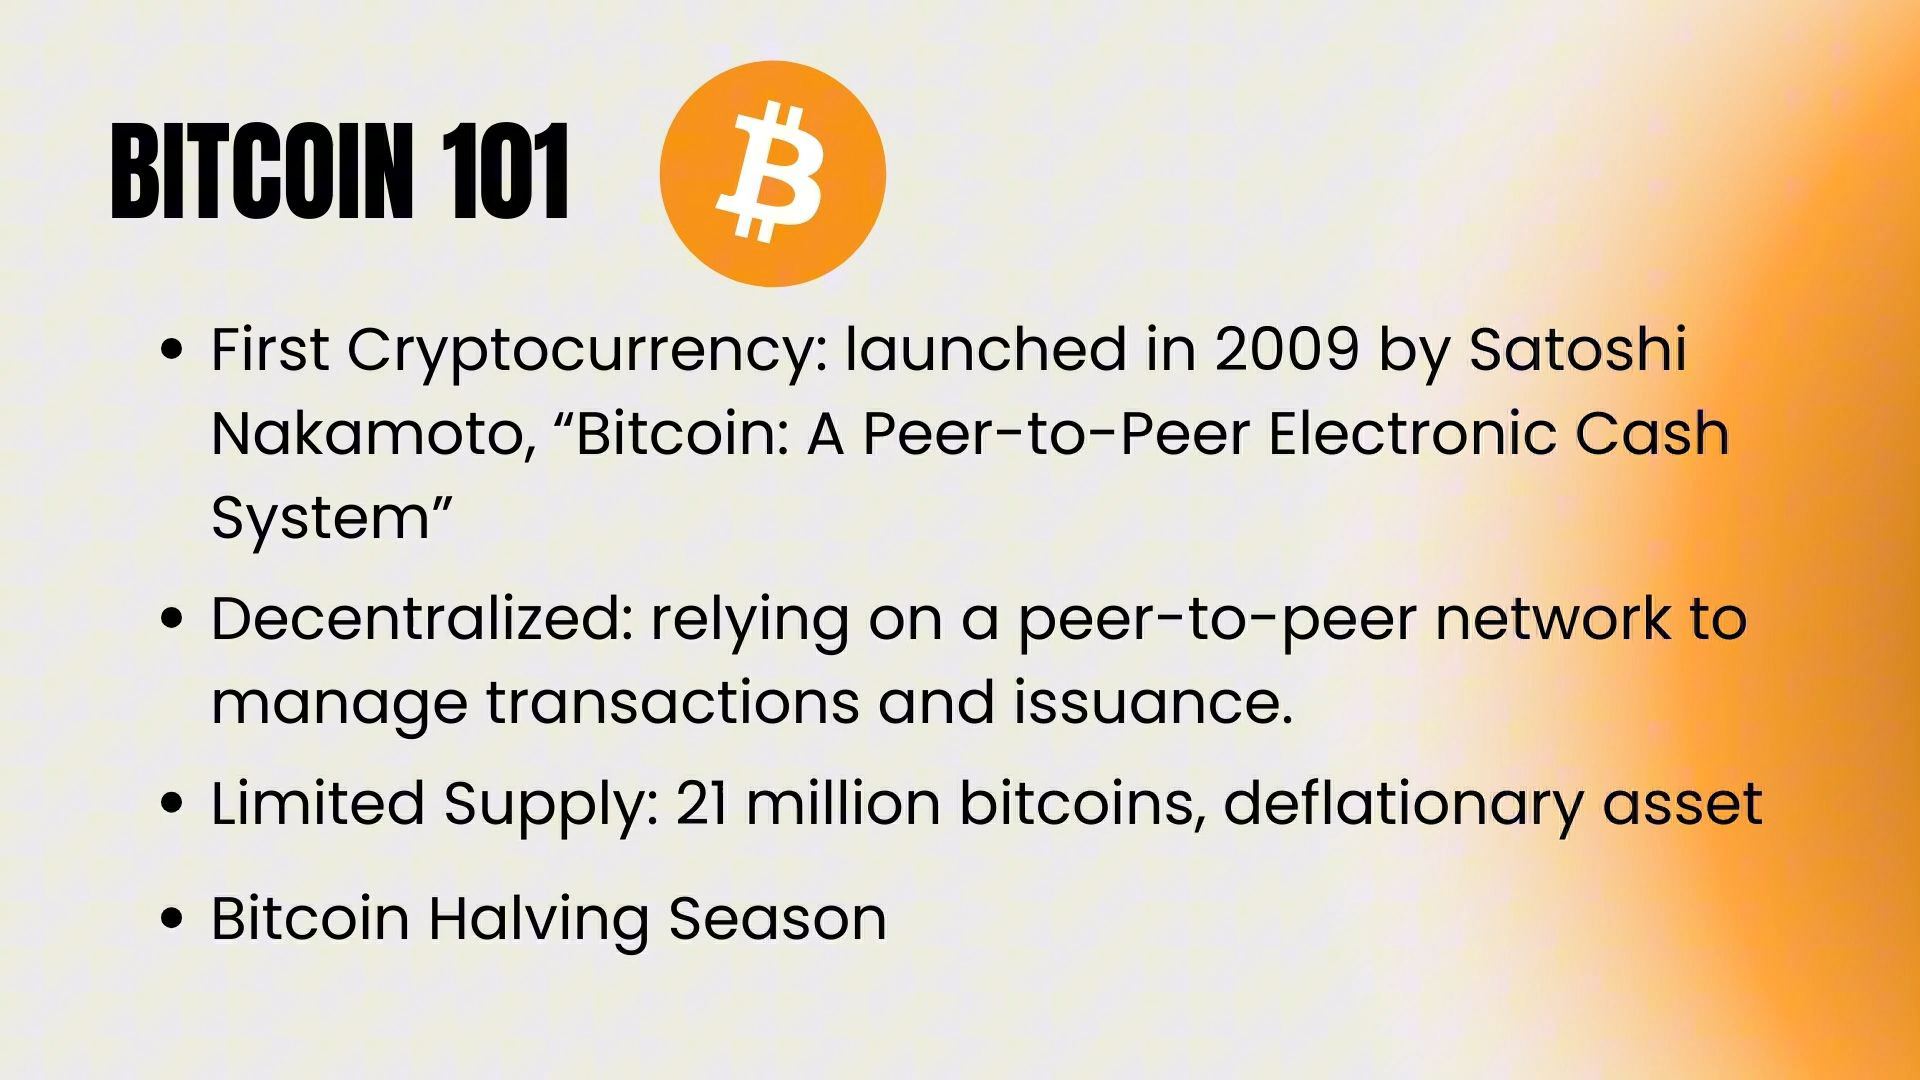 BITCOIN 101
• First Cryptocurrency: launched in 2009 by Satoshi
Nakamoto, “Bitcoin: A Peer-to-Peer Electronic Cash
System”
• Decentralized: relying on a peer-to-peer network to
manage transactions and issuance.
• Limited Supply: 21 million bitcoins, deflationary asset
• Bitcoin Halving Season